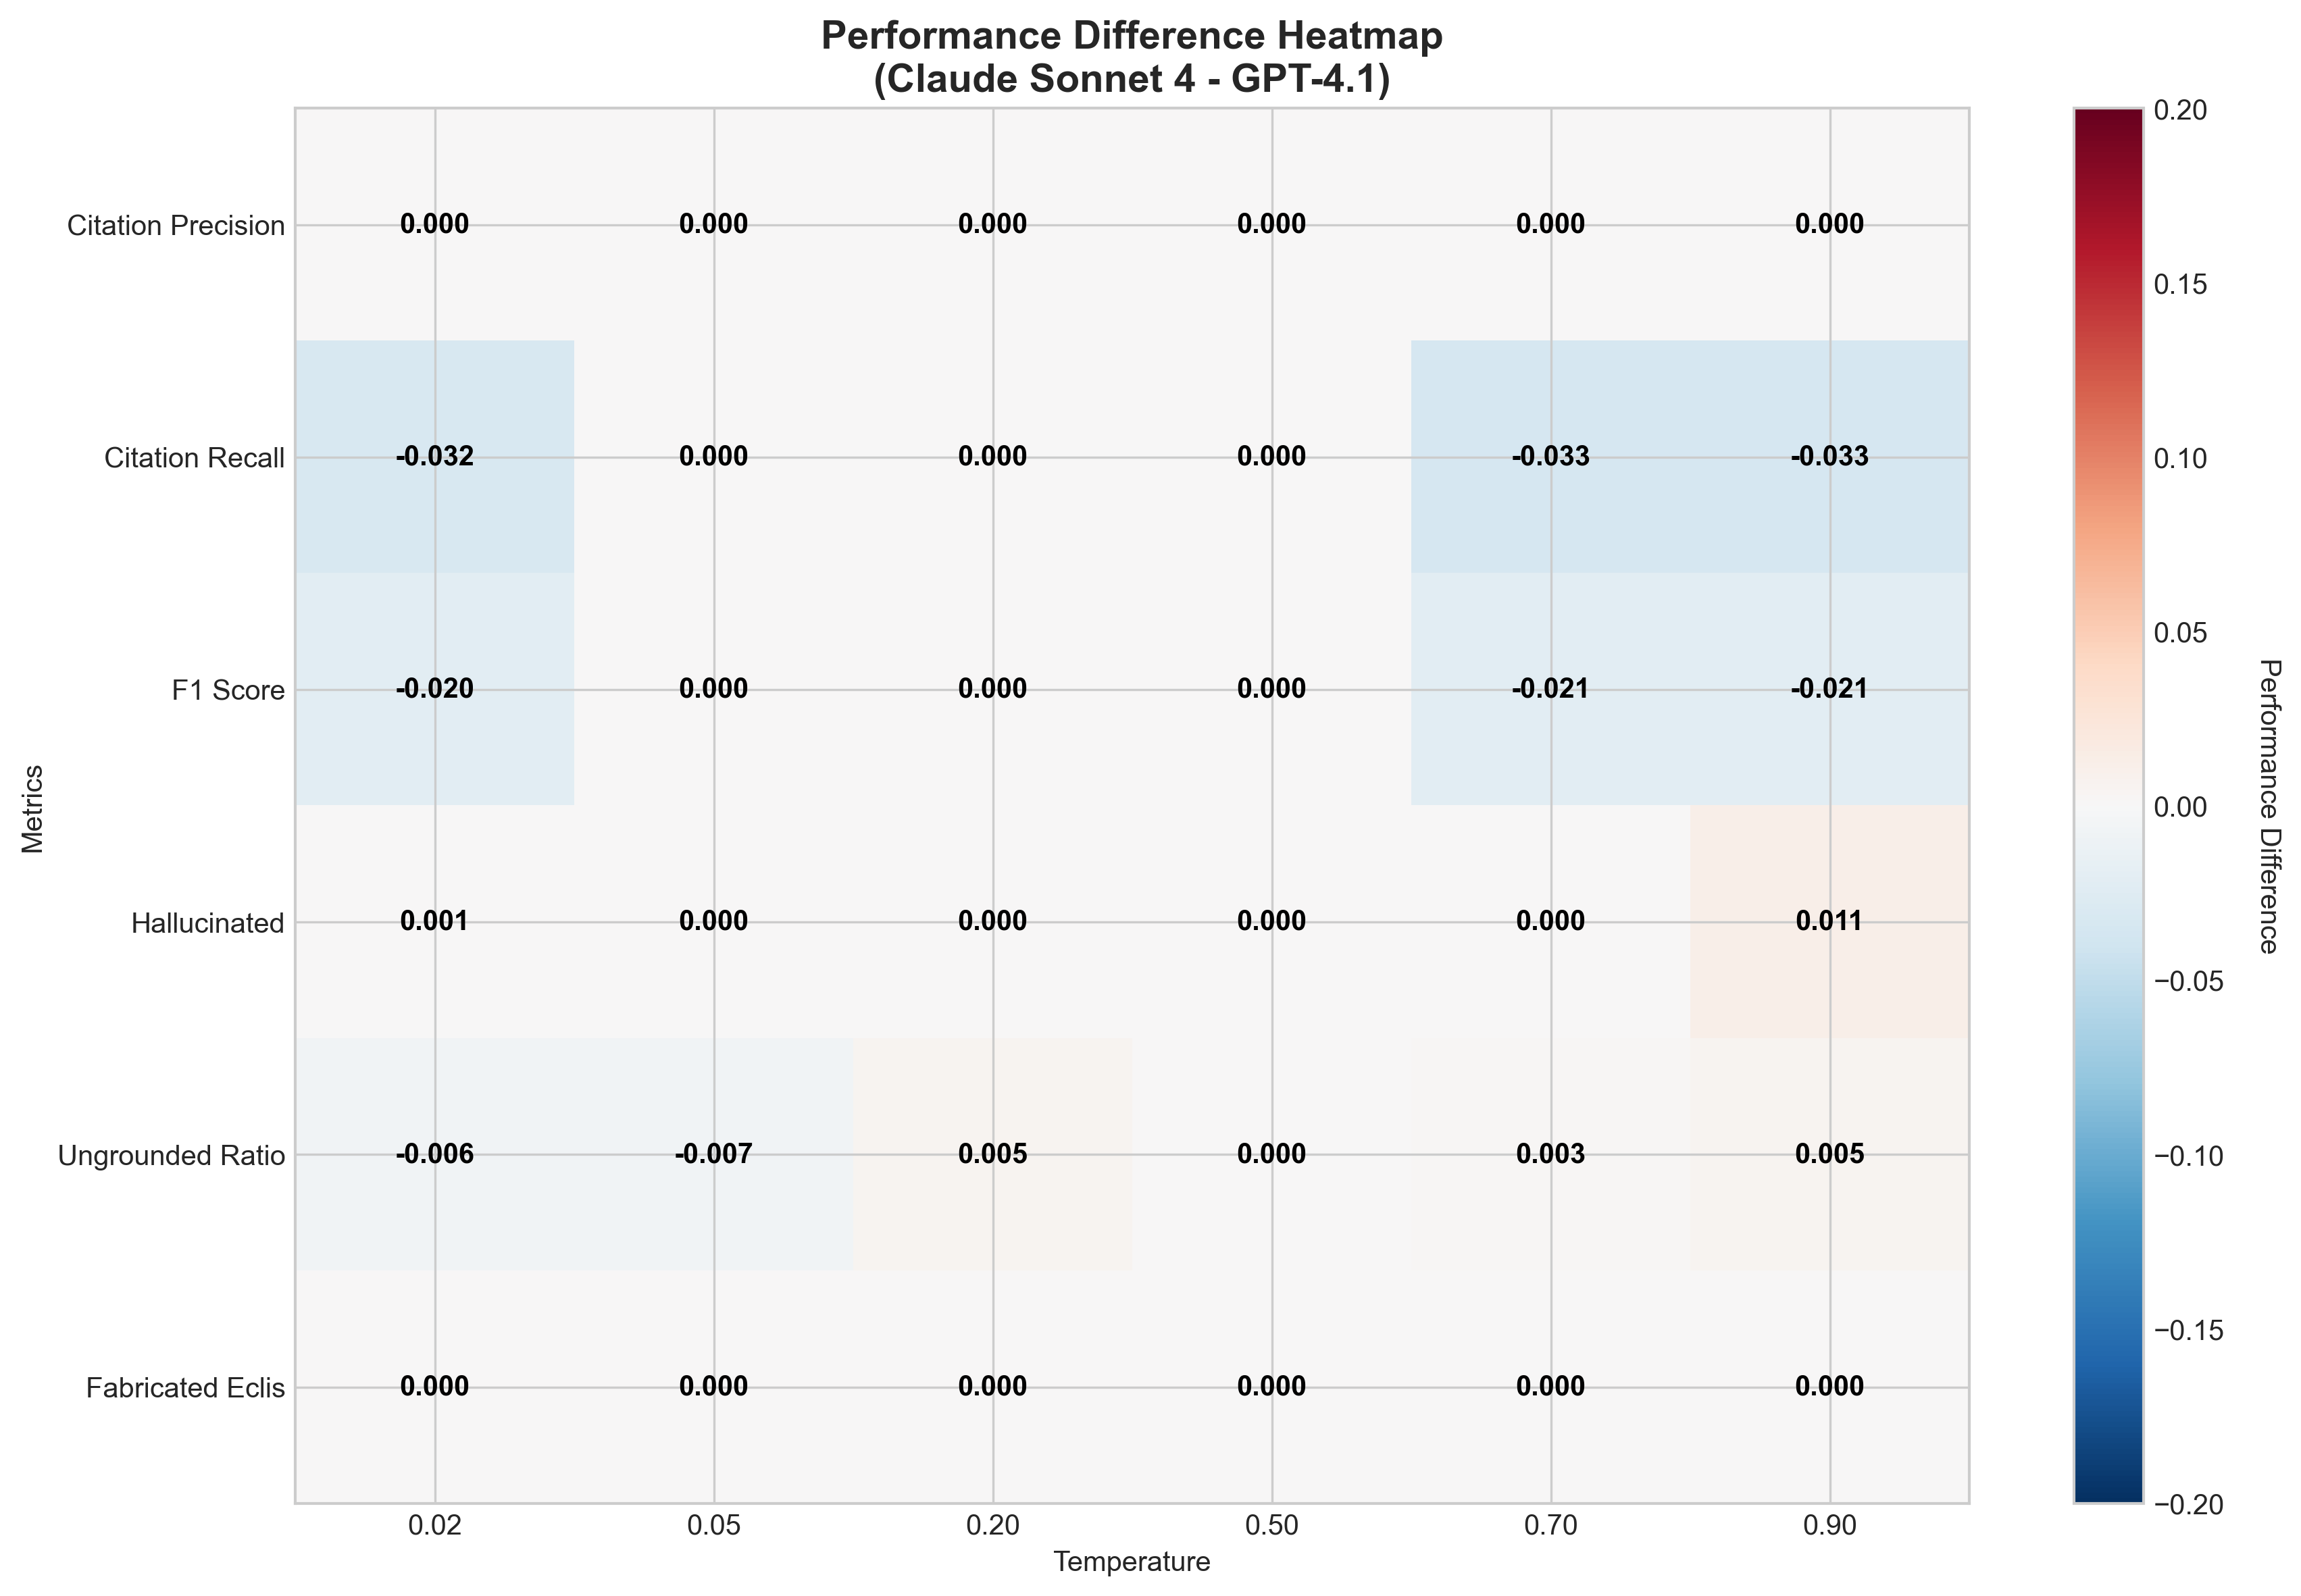 Performance Difference Heatmap
(Claude Sonnet 4 - GPT-4.1)
Metrics
Citation Precision 0.000 0.000 0.000 0.000 0.000 0.000
Citation Recall -0.032 0.000 0.000 0.000 -0.033 -0.033
F1 Score -0.020 0.000 0.000 0.000 -0.021 -0.021
Hallucinated 0.001 0.000 0.000 0.000 0.000 0.011
Ungrounded Ratio -0.006 -0.007 0.005 0.000 0.003 0.005
Fabricated Eclis 0.000 0.000 0.000 0.000 0.000 0.000
0.02 0.05 0.20 0.50 0.70 0.90
Temperature
0.20
0.15
0.10
0.05
0.00
−0.05
−0.10
−0.15
−0.20
Performance Difference